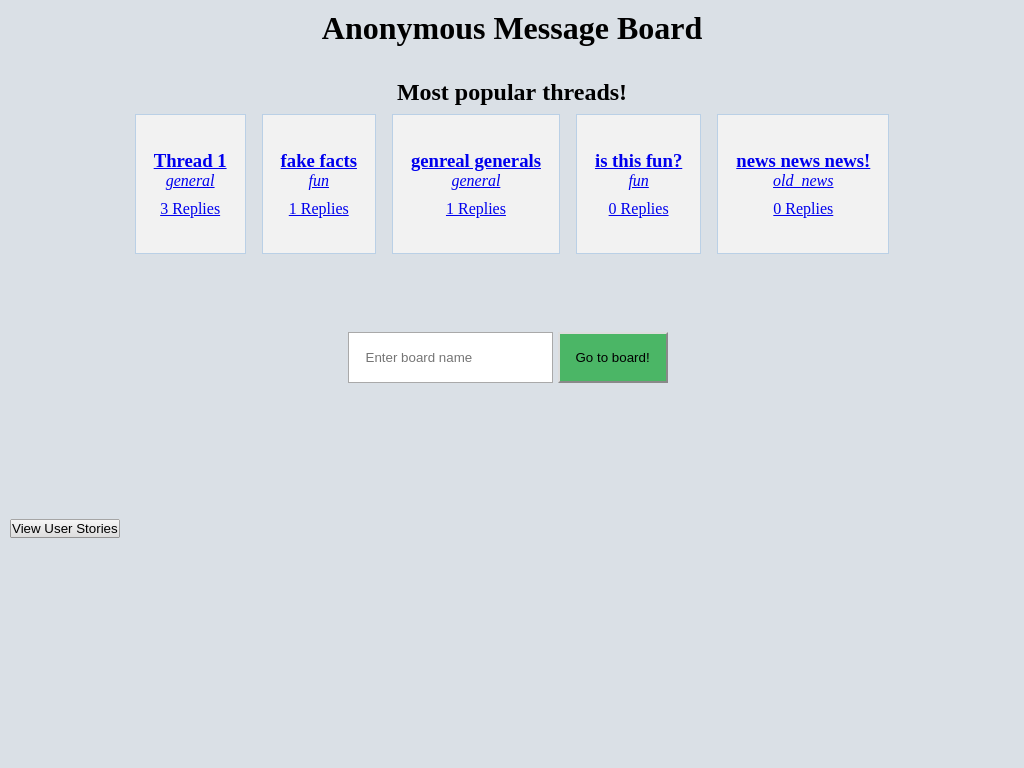 Anonymous Message Board
Most popular threads!
Thread 1
general
3 Replies
fake facts
fun
1 Replies
genreal generals
general
1 Replies
is this fun?
fun
0 Replies
news news news!
old_news
0 Replies
Enter board name
Go to board!
View User Stories